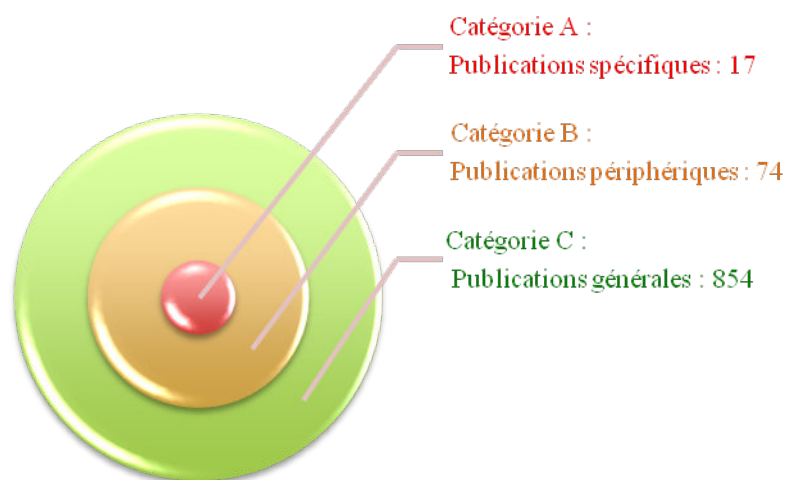 Catégorie A :
Publications spécifiques : 17
Catégorie B :
Publications périphériques : 74
Catégorie C :
Publications générales : 854